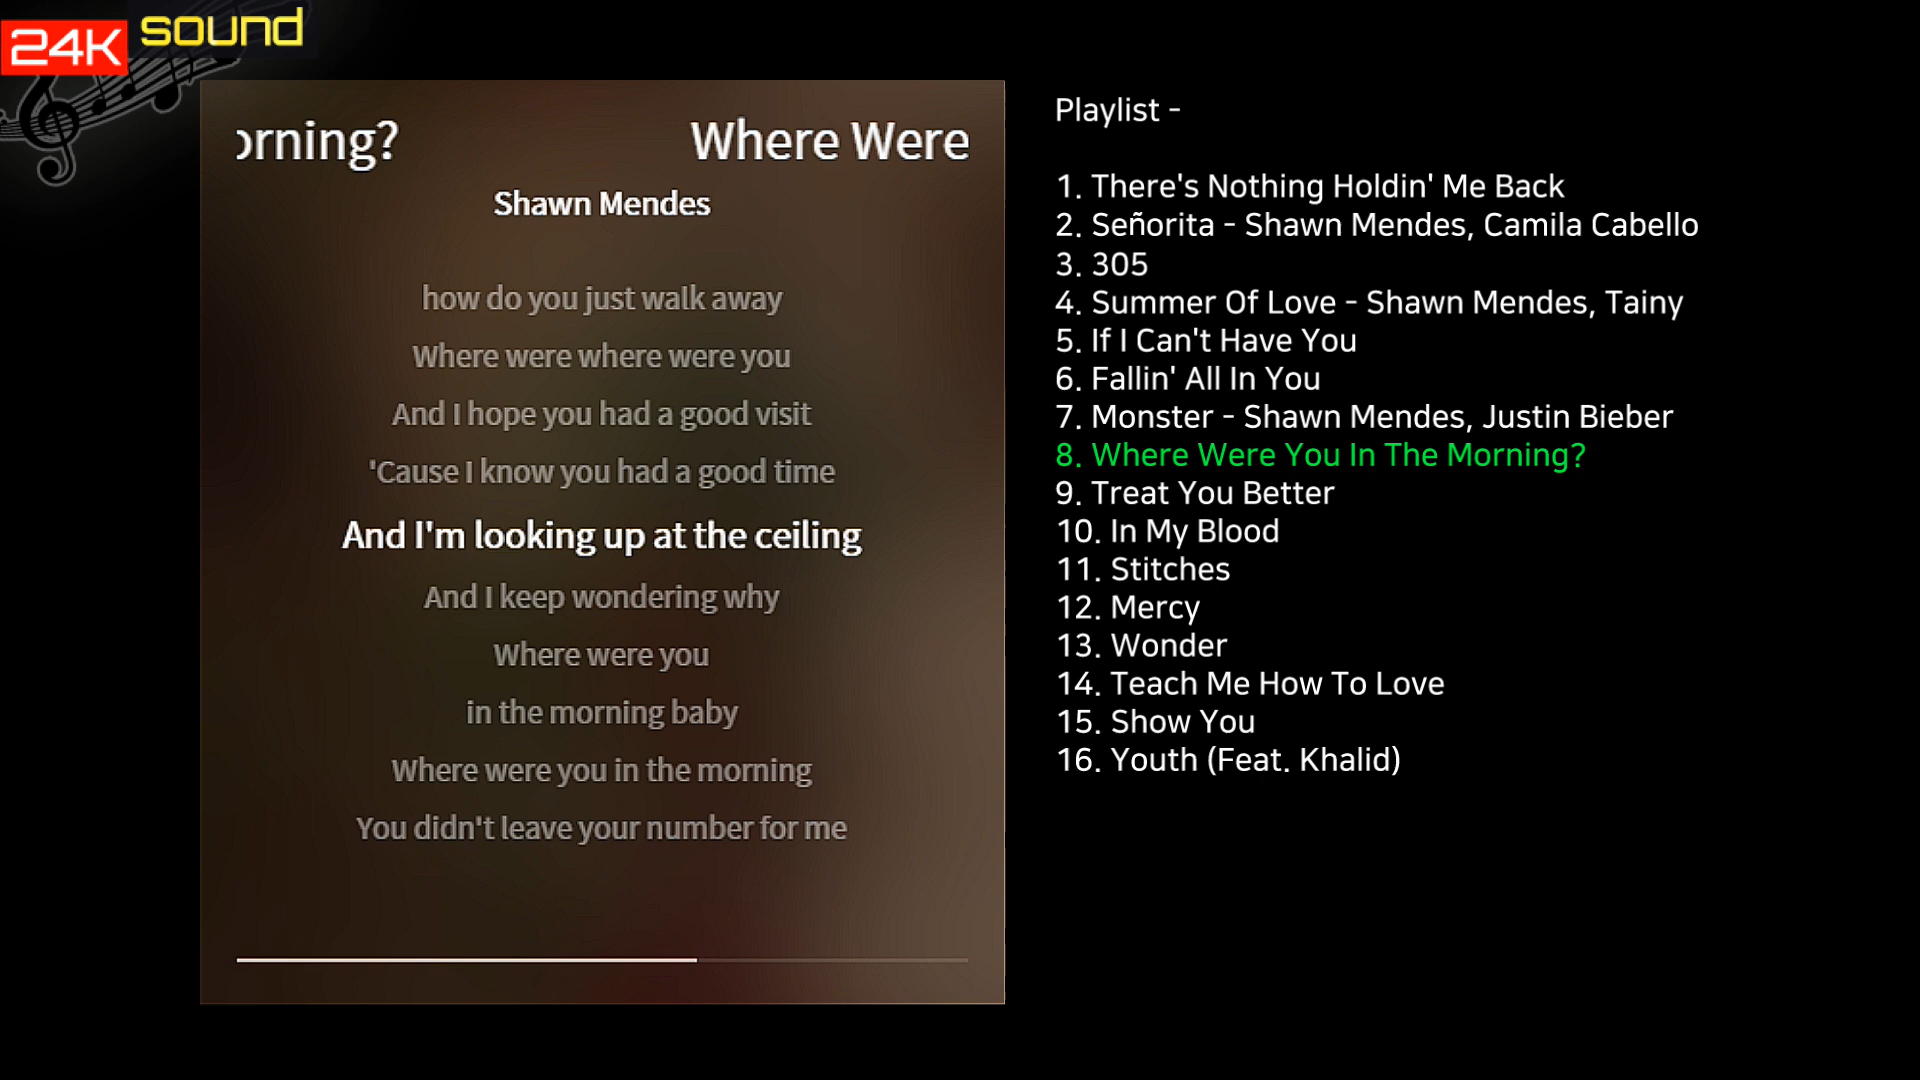 24K sound
orning? Where Were
Shawn Mendes
how do you just walk away
Where were where were you
And I hope you had a good visit
'Cause I know you had a good time
And I'm looking up at the ceiling
And I keep wondering why
Where were you
in the morning baby
Where were you in the morning
You didn't leave your number for me
Playlist -
1. There's Nothing Holdin' Me Back
2. Señorita - Shawn Mendes, Camila Cabello
3. 305
4. Summer Of Love - Shawn Mendes, Tainy
5. If I Can't Have You
6. Fallin' All In You
7. Monster - Shawn Mendes, Justin Bieber
8. Where Were You In The Morning?
9. Treat You Better
10. In My Blood
11. Stitches
12. Mercy
13. Wonder
14. Teach Me How To Love
15. Show You
16. Youth (Feat. Khalid)